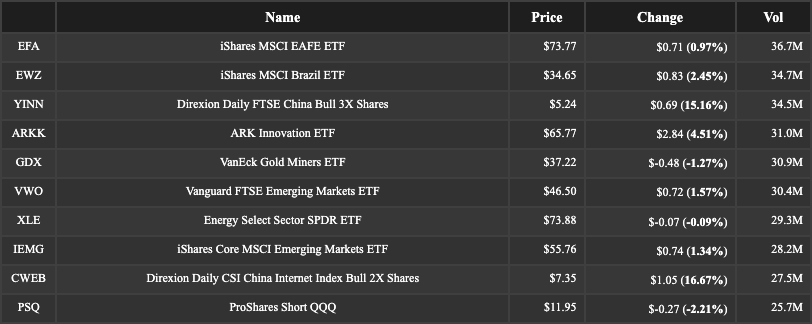 Name Price Change Vol
EFA iShares MSCI EAFE ETF $73.77 $0.71 (0.97%) 36.7M
EWZ iShares MSCI Brazil ETF $34.65 $0.83 (2.45%) 34.7M
YINN Direxion Daily FTSE China Bull 3X Shares $5.24 $0.69 (15.16%) 34.5M
ARKK ARK Innovation ETF $65.77 $2.84 (4.51%) 31.0M
GDX VanEck Gold Miners ETF $37.22 $-0.48 (-1.27%) 30.9M
VWO Vanguard FTSE Emerging Markets ETF $46.50 $0.72 (1.57%) 30.4M
XLE Energy Select Sector SPDR ETF $73.88 $-0.07 (-0.09%) 29.3M
IEMG iShares Core MSCI Emerging Markets ETF $55.76 $0.74 (1.34%) 28.2M
CWEB Direxion Daily CSI China Internet Index Bull 2X Shares $7.35 $1.05 (16.67%) 27.5M
PSQ ProShares Short QQQ $11.95 $-0.27 (-2.21%) 25.7M